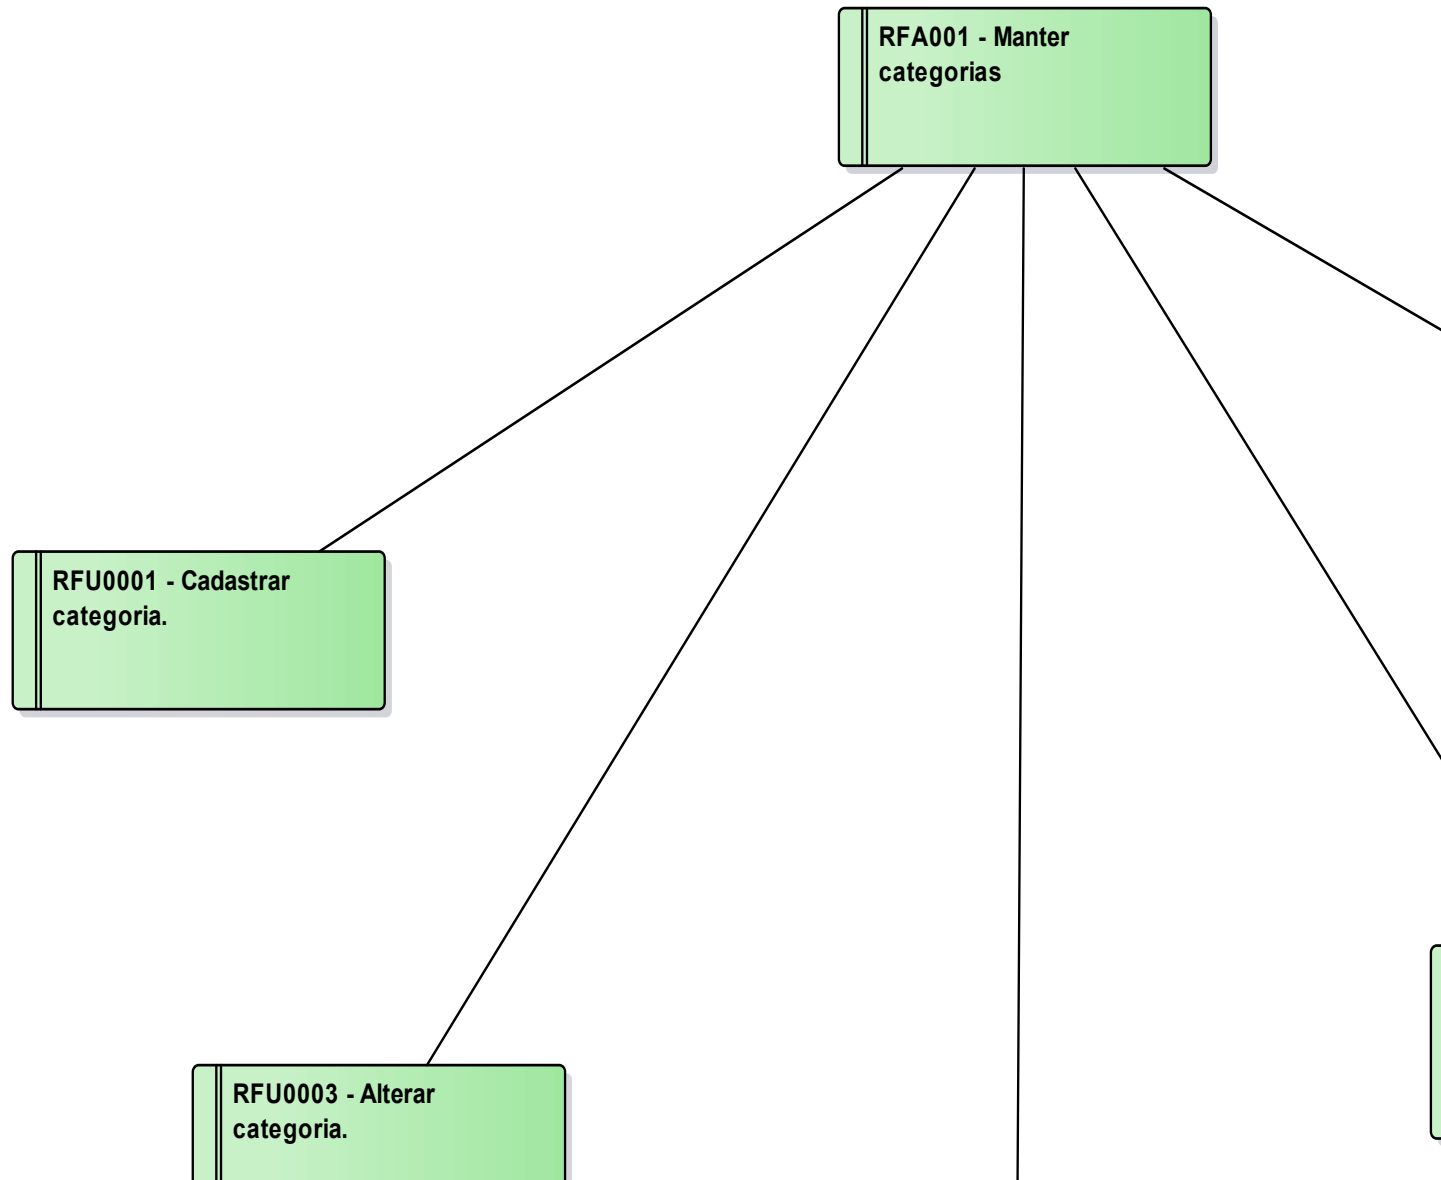 RFA001 - Manter
categorias
RFU0001 - Cadastrar
categoria.
RFU0003 - Alterar
categoria.